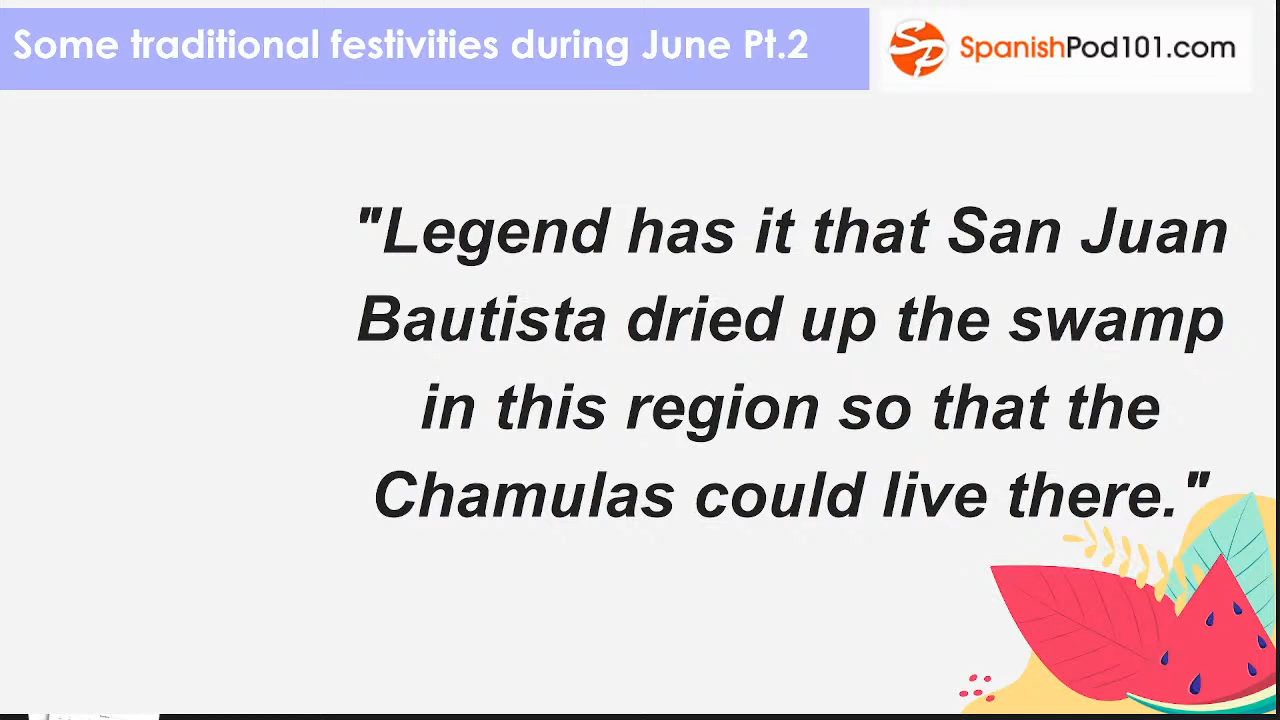 Some traditional festivities during June Pt.2
SP SpanishPod101.com
"Legend has it that San Juan
Bautista dried up the swamp
in this region so that the
Chamulas could live there."